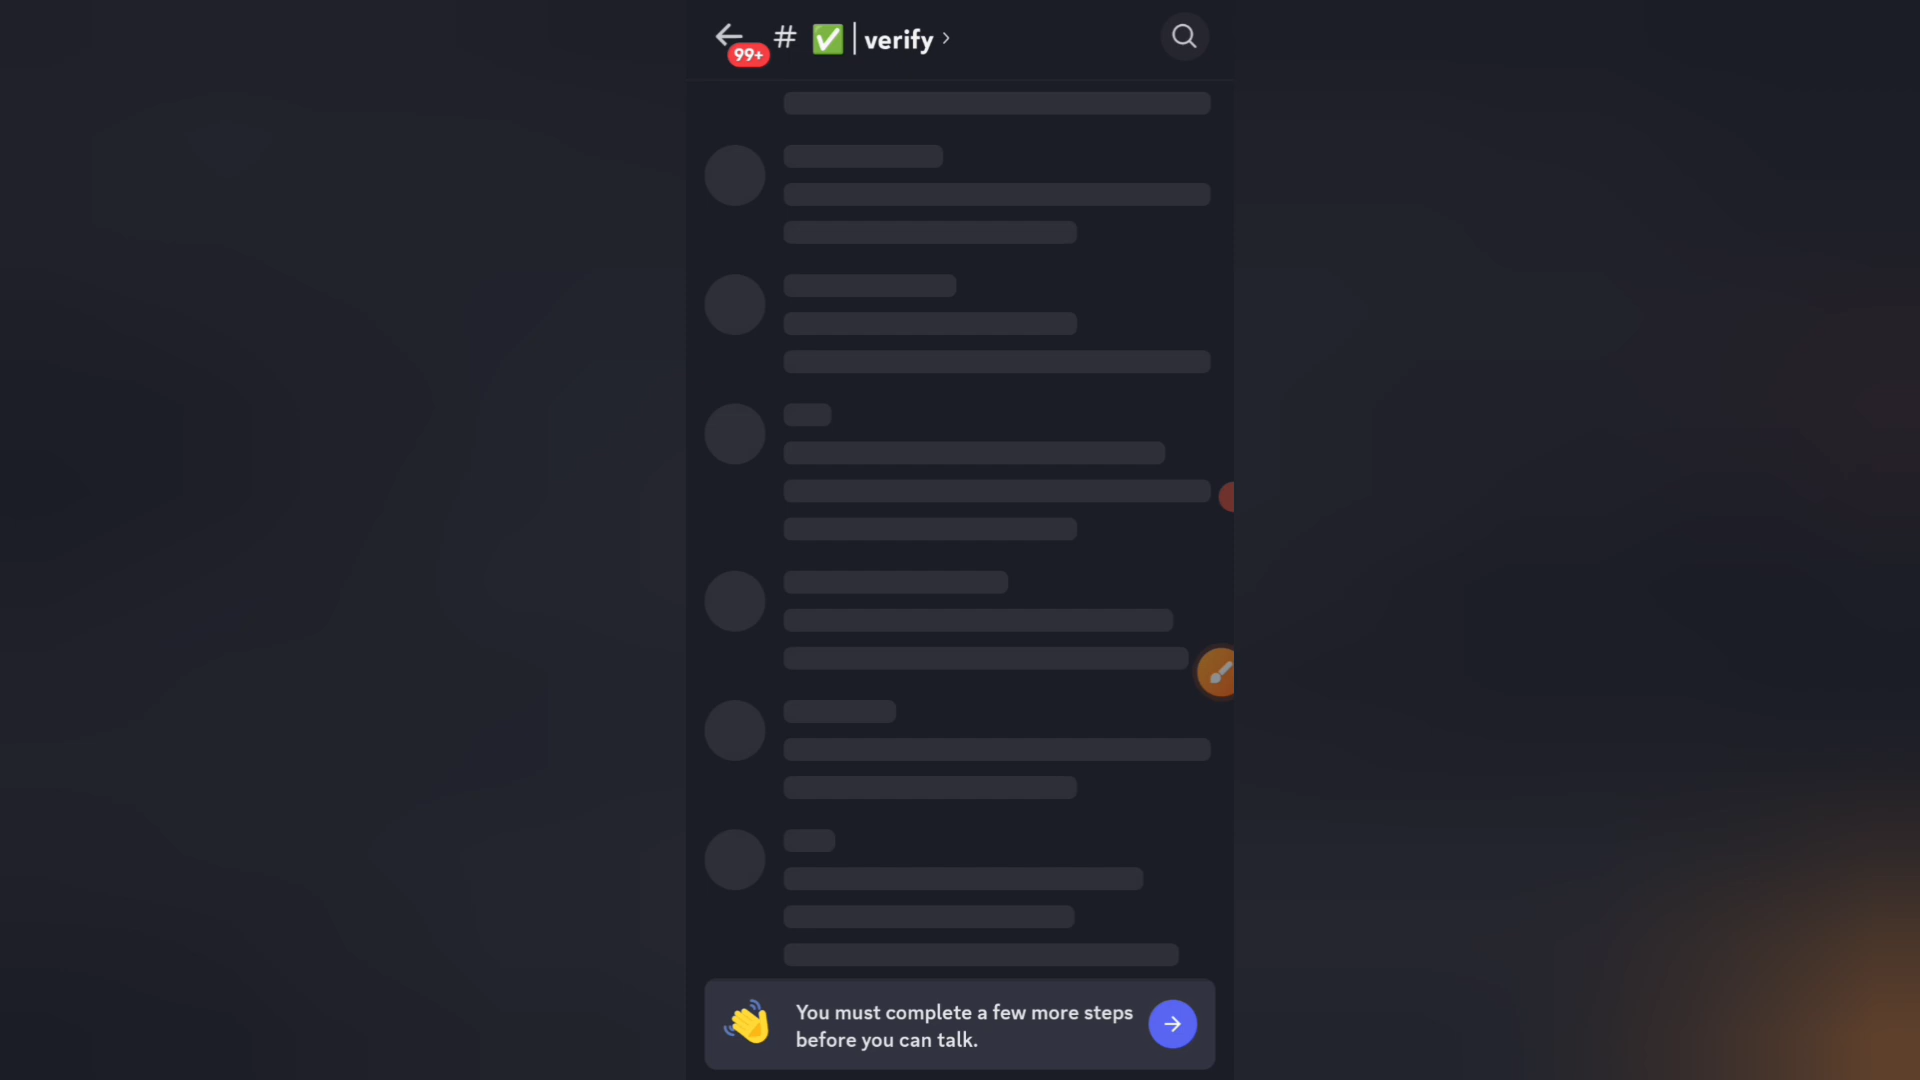 # ✅ | verify
99+
You must complete a few more steps
before you can talk.